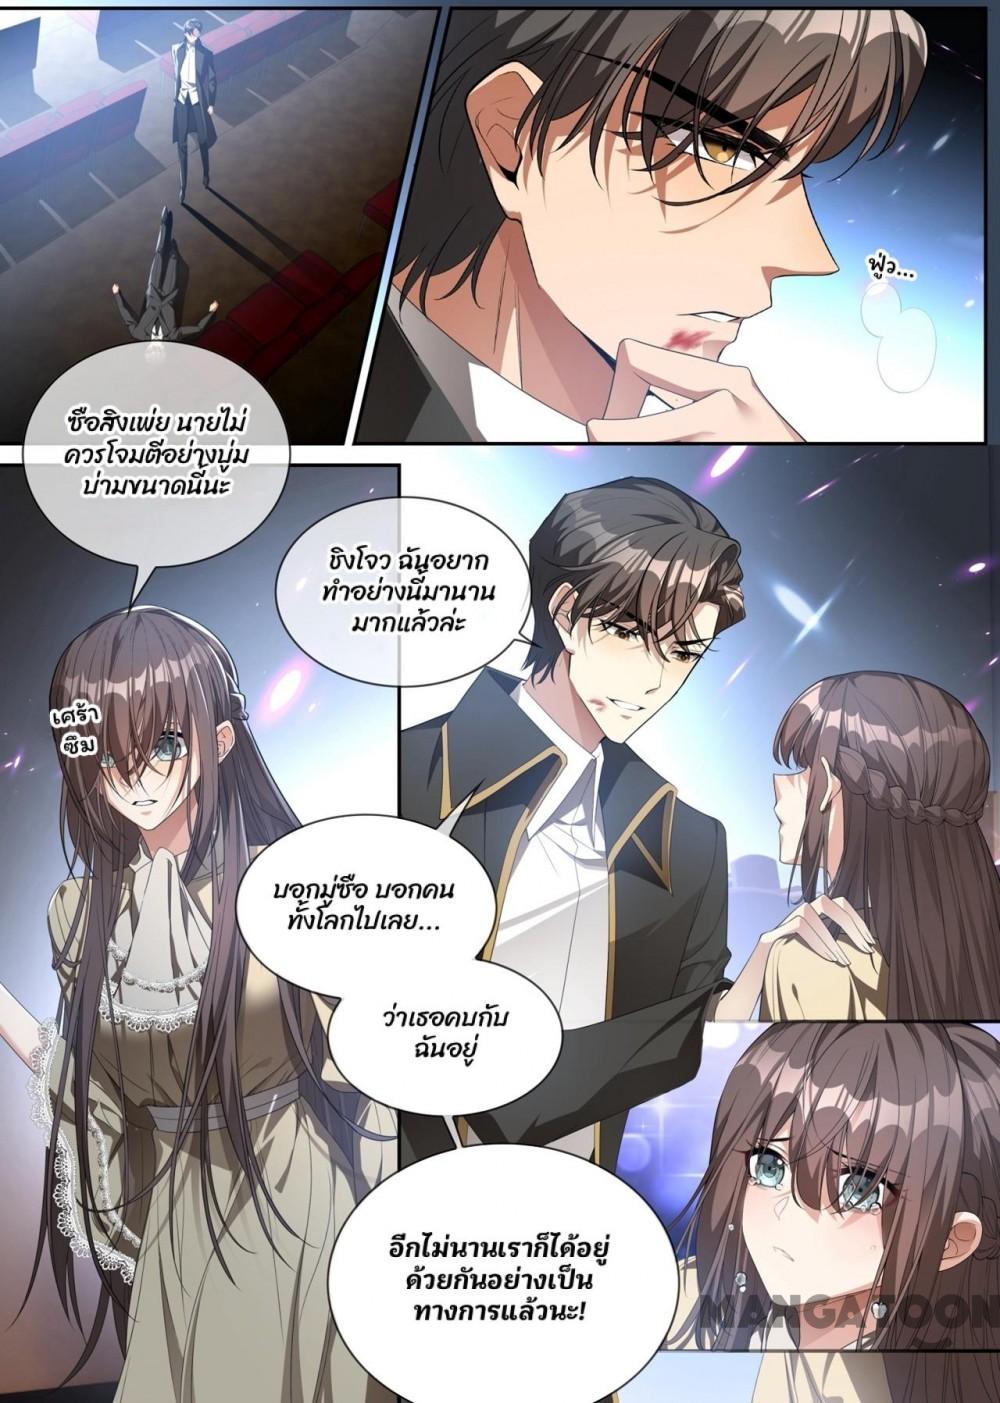 ฟู่ว...
ซือสิงเพ่ย นายไม่
ควรโจมตีอย่างบู่ม
บ่ามขนาดนี้นะ
ชิงโจว ฉันอยาก
ทำอย่างนี้มานาน
มากแล้วล่ะ
เศร้า
ซึม
บอกมู่ซือ บอกคน
ทั้งโลกไปเลย...
ว่าเธอคบกับ
ฉันอยู่
อีกไม่นานเราก็ได้อยู่
ด้วยกันอย่างเป็น
ทางการแล้วนะ!
MANGATOON